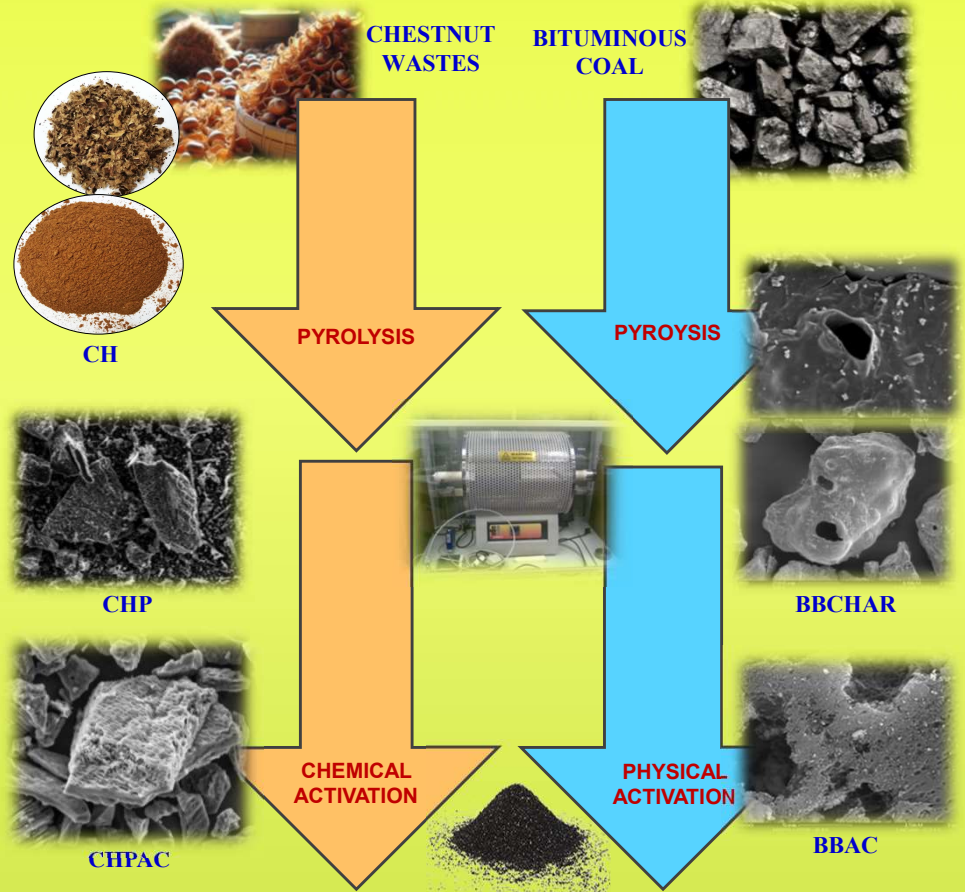 CHESTNUT
WASTES
BITUMINOUS
COAL
PYROLYSIS
PYROYSIS
CH
CHP
BBCHAR
CHEMICAL
ACTIVATION
PHYSICAL
ACTIVATION
CHPAC
BBAC